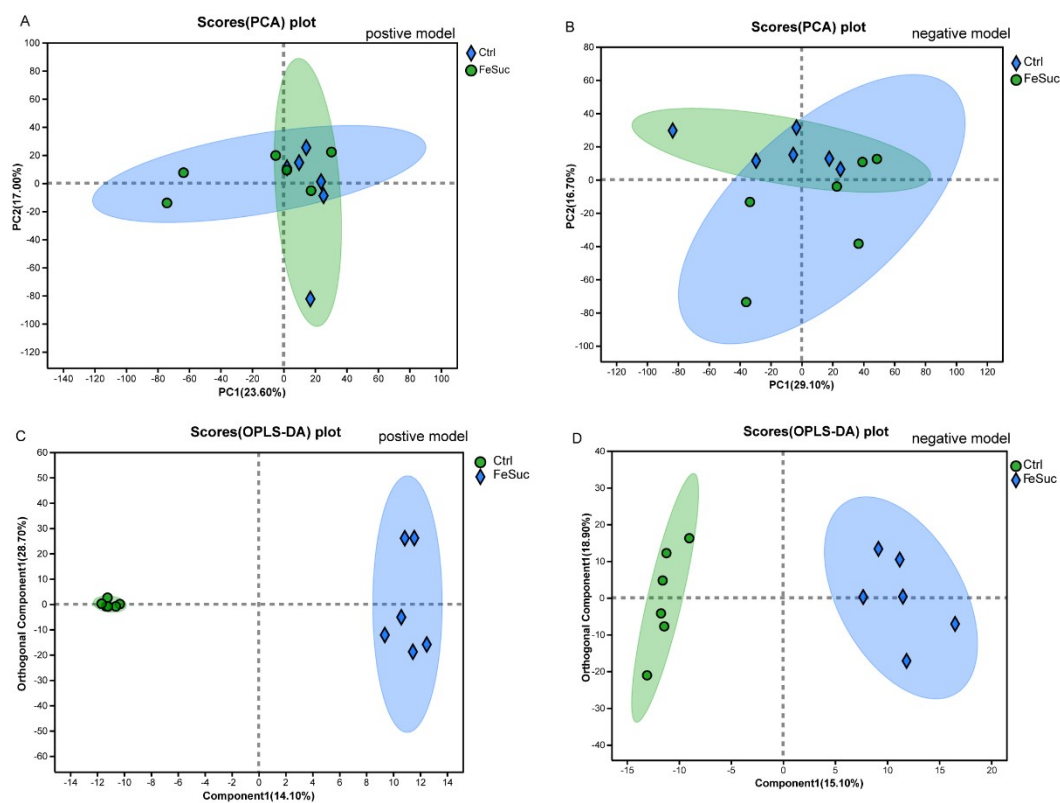 A
Scores(PCA) plot
postive model
Ctrl
FeSuc
PC2(17.00%)
100
80
60
40
20
0
-20
-40
-60
-80
-100
-120
-140 -120 -100 -80 -60 -40 -20 0 20 40 60 80 100
PC1(23.60%)
B
Scores(PCA) plot
negative model
Ctrl
FeSuc
PC2(16.70%)
80
60
40
20
0
-20
-40
-60
-80
-100
-120 -100 -80 -60 -40 -20 0 20 40 60 80 100 120
PC1(29.10%)
C
Scores(OPLS-DA) plot
postive model
Ctrl
FeSuc
Orthogonal Component1(28.70%)
60
50
40
30
20
10
0
-10
-20
-30
-40
-50
-60
-14 -12 -10 -8 -6 -4 -2 0 2 4 6 8 10 12 14
Component1(14.10%)
D
Scores(OPLS-DA) plot
negative model
Ctrl
FeSuc
Orthogonal Component1(18.90%)
40
30
20
10
0
-10
-20
-30
-40
-15 -10 -5 0 5 10 15 20
Component1(15.10%)